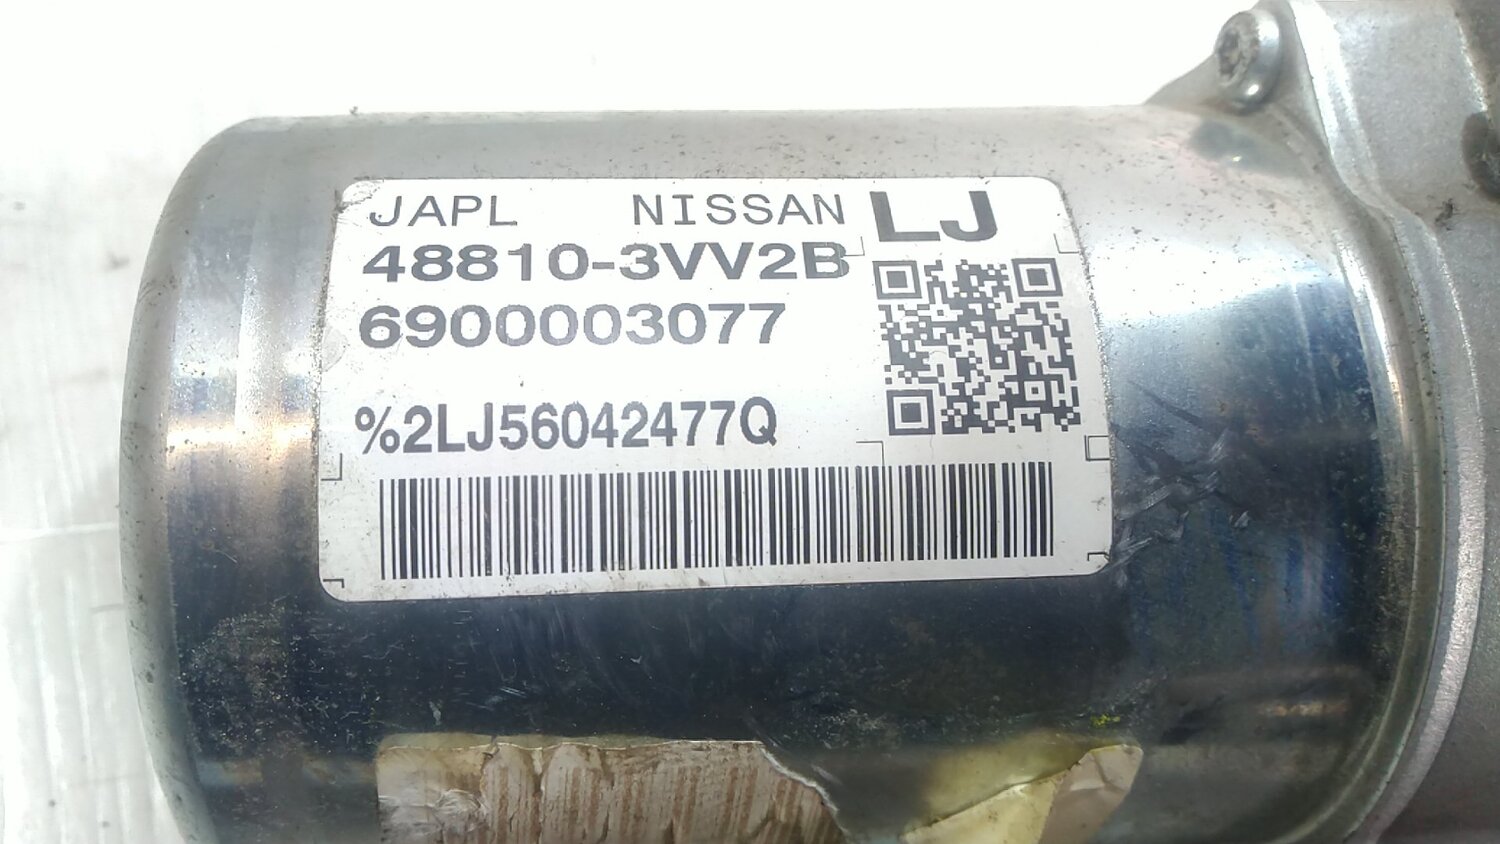 JAPL NISSAN LJ
48810-3VV2B
6900003077
%2LJ56042477Q